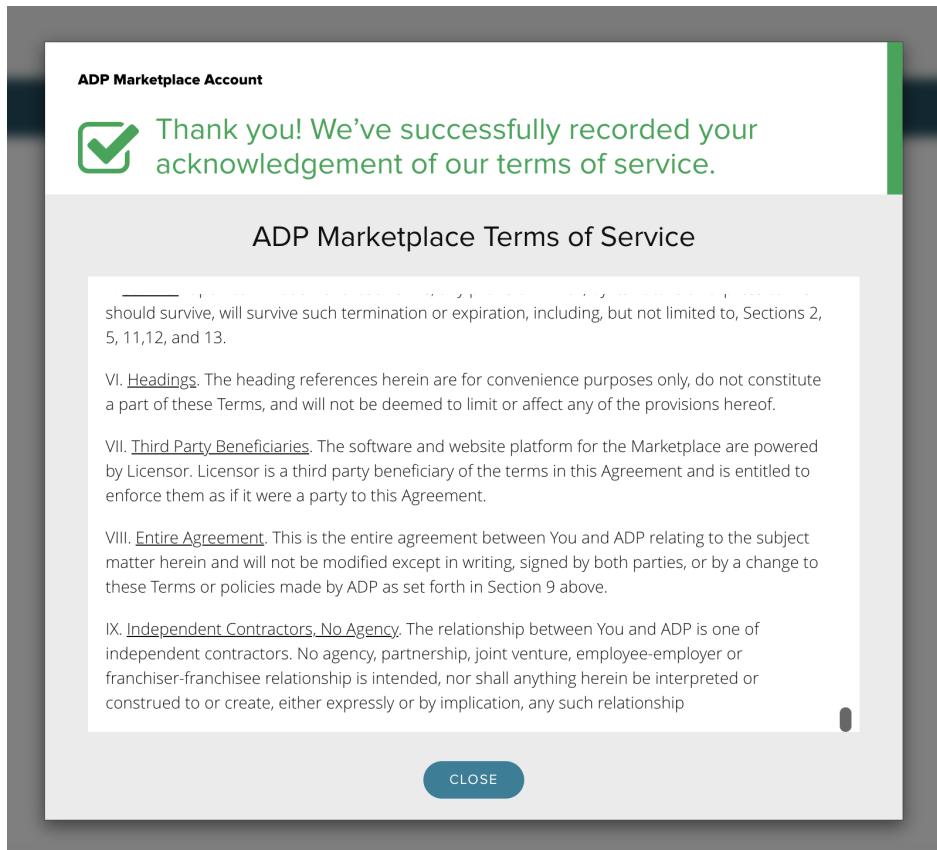 ADP Marketplace Account
Thank you! We've successfully recorded your
acknowledgement of our terms of service.
ADP Marketplace Terms of Service
should survive, will survive such termination or expiration, including, but not limited to, Sections 2,
5, 11,12, and 13.
VI. Headings. The heading references herein are for convenience purposes only, do not constitute
a part of these Terms, and will not be deemed to limit or affect any of the provisions hereof.
VII. Third Party Beneficiaries. The software and website platform for the Marketplace are powered
by Licensor. Licensor is a third party beneficiary of the terms in this Agreement and is entitled to
enforce them as if it were a party to this Agreement.
VIII. Entire Agreement. This is the entire agreement between You and ADP relating to the subject
matter herein and will not be modified except in writing, signed by both parties, or by a change to
these Terms or policies made by ADP as set forth in Section 9 above.
IX. Independent Contractors, No Agency. The relationship between You and ADP is one of
independent contractors. No agency, partnership, joint venture, employee-employer or
franchiser-franchisee relationship is intended, nor shall anything herein be interpreted or
construed to or create, either expressly or by implication, any such relationship
CLOSE